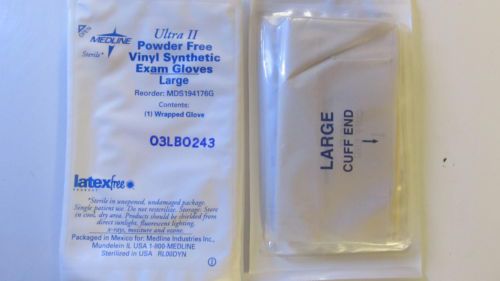 OPEN
MEDLINE
Ultra II
Sterile*
Powder Free
Vinyl Synthetic
Exam Gloves
Large
Reorder: MDS194176G
Contents:
(1) Wrapped Glove
03LB0243
latexfree
*Sterile in unopened, undamaged package.
Single patient use. Do not resterilize. Storage: Store
in cool, dry area. Products should be shielded from
direct sunlight, fluorescent lighting,
x-rays, moisture and ozone.
Packaged in Mexico for: Medline Industries Inc.,
Mundelein IL USA 1-800-MEDLINE
Sterilized in USA RL00DYN
LARGE
CUFF END